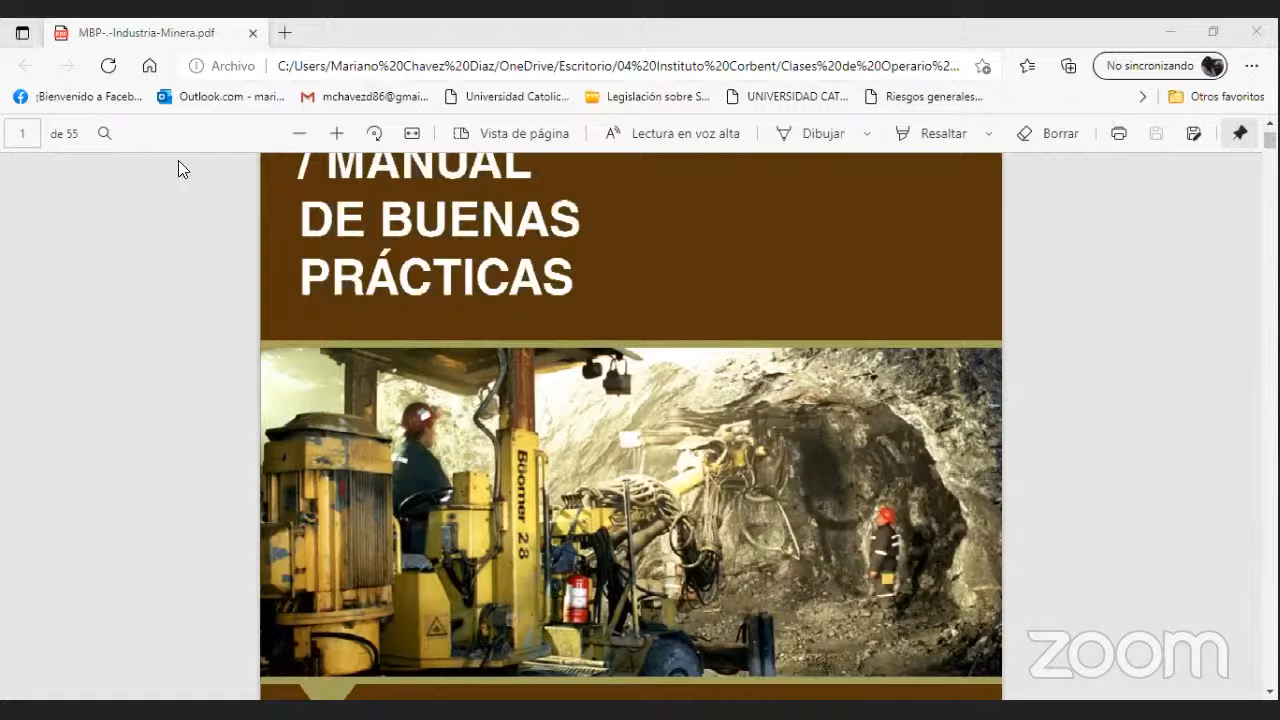 MBP-.-Industria-Minera.pdf
Archivo
C:/Users/Mariano%20Chavez%20Diaz/OneDrive/Escritorio/04%20Instituto%20Corbent/Clases%20de%20Operario%2...
No sincronizando
¡Bienvenido a Faceb...
Outlook.com - mari...
mchavezd86@gmai...
Universidad Catolic...
Legislación sobre S...
UNIVERSIDAD CAT...
Riesgos generales...
Otros favoritos
1 de 55
Vista de página
Lectura en voz alta
Dibujar
Resaltar
Borrar
/ MANUAL
DE BUENAS
PRÁCTICAS
Boomer 28
zoom